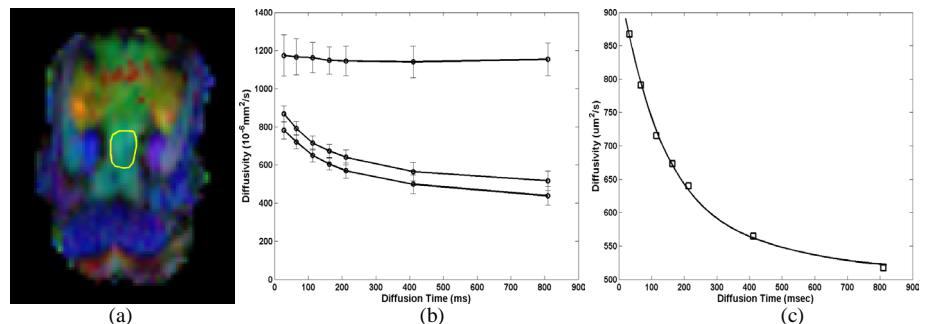 1400
1200
1000
800
600
400
200
0
Diffusivity (10⁻⁶mm²/s)
0 100 200 300 400 500 600 700 800 900
Diffusion Time (ms)
900
850
800
750
700
650
600
550
500
Diffusivity (um²/s)
0 100 200 300 400 500 600 700 800 900
Diffusion Time (msec)
(a)
(b)
(c)